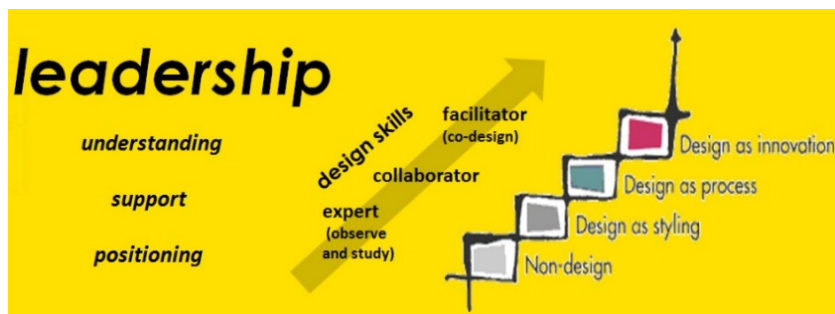 leadership
understanding
support
positioning
design skills
facilitator
(co-design)
collaborator
expert
(observe
and study)
Design as innovation
Design as process
Design as styling
Non-design